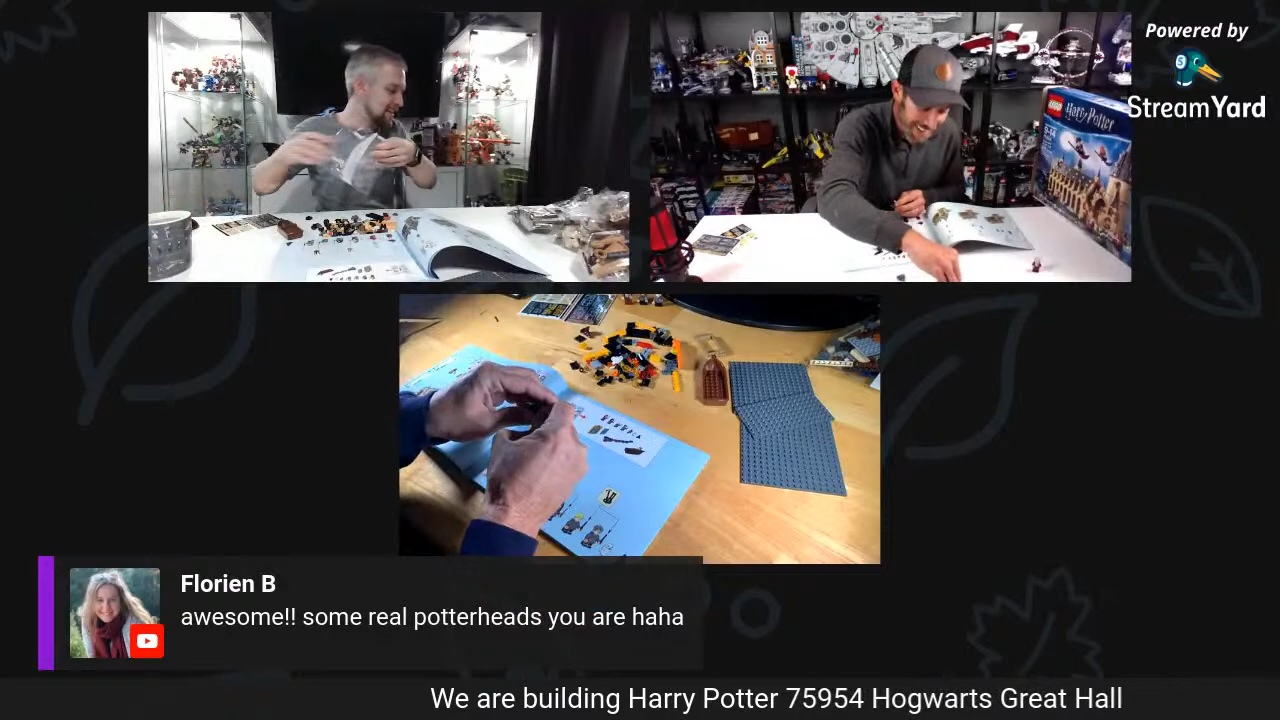 Powered by
StreamYard
LEGO
Harry Potter
Florien B
awesome!! some real potterheads you are haha
We are building Harry Potter 75954 Hogwarts Great Hall